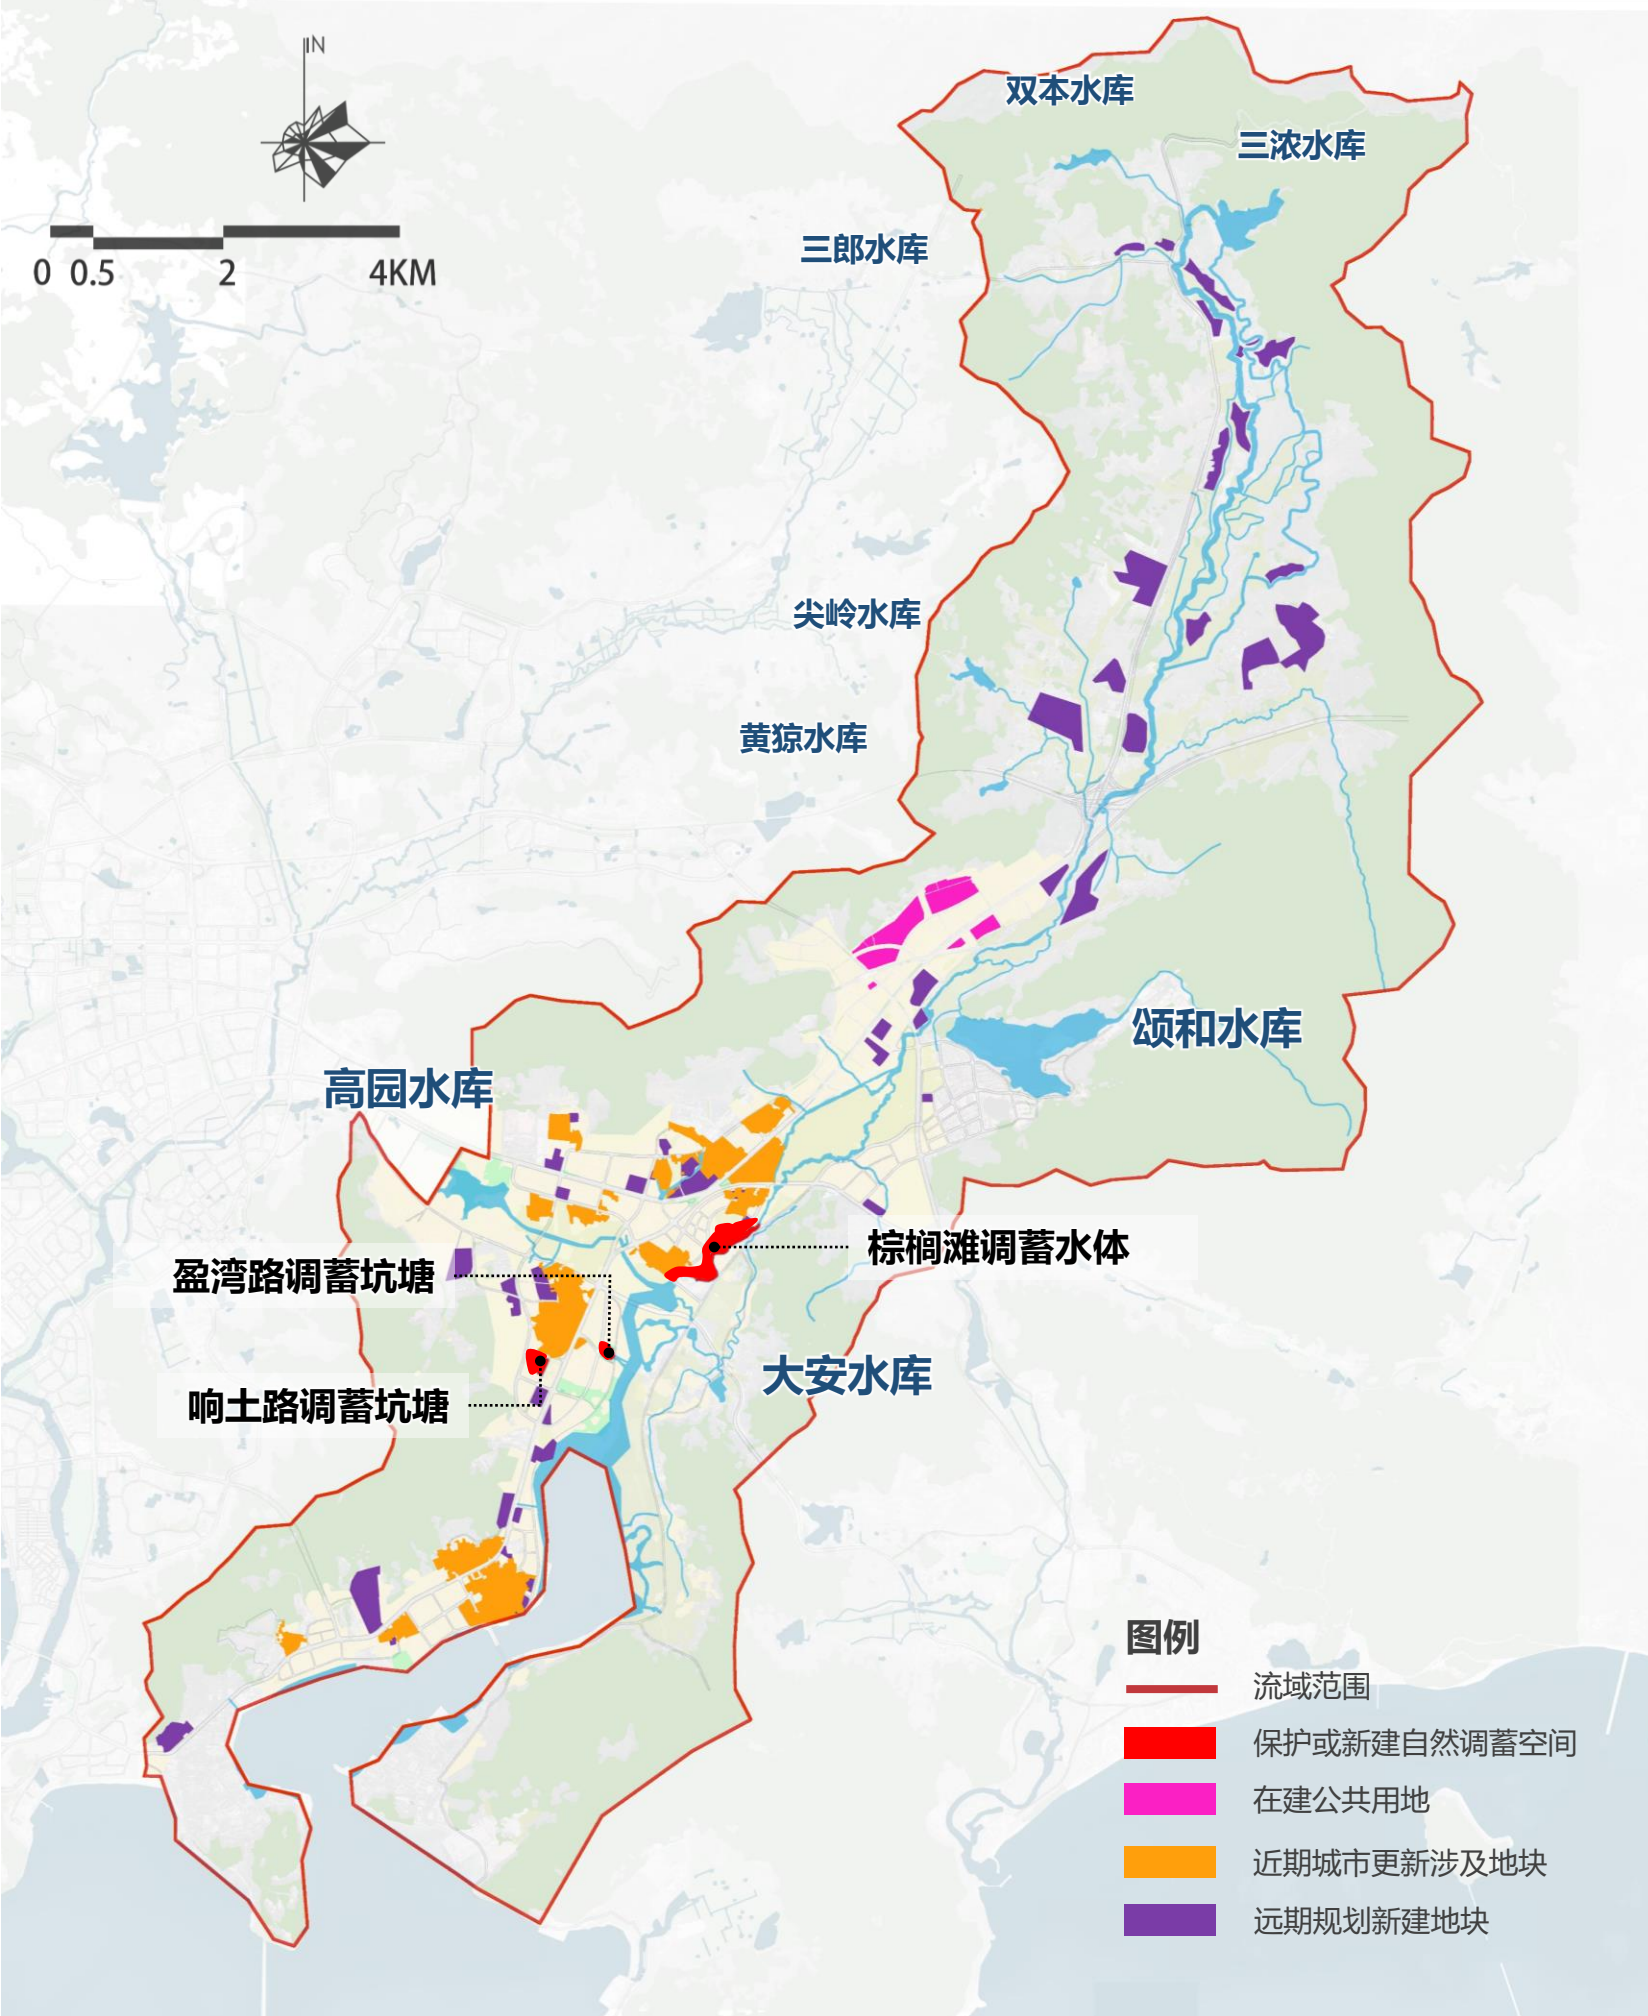 N
0 0.5 2 4KM
双本水库
三浓水库
三郎水库
尖岭水库
黄猄水库
颂和水库
高园水库
棕榈滩调蓄水体
盈湾路调蓄坑塘
大安水库
响土路调蓄坑塘
图例
流域范围
保护或新建自然调蓄空间
在建公共用地
近期城市更新涉及地块
远期规划新建地块